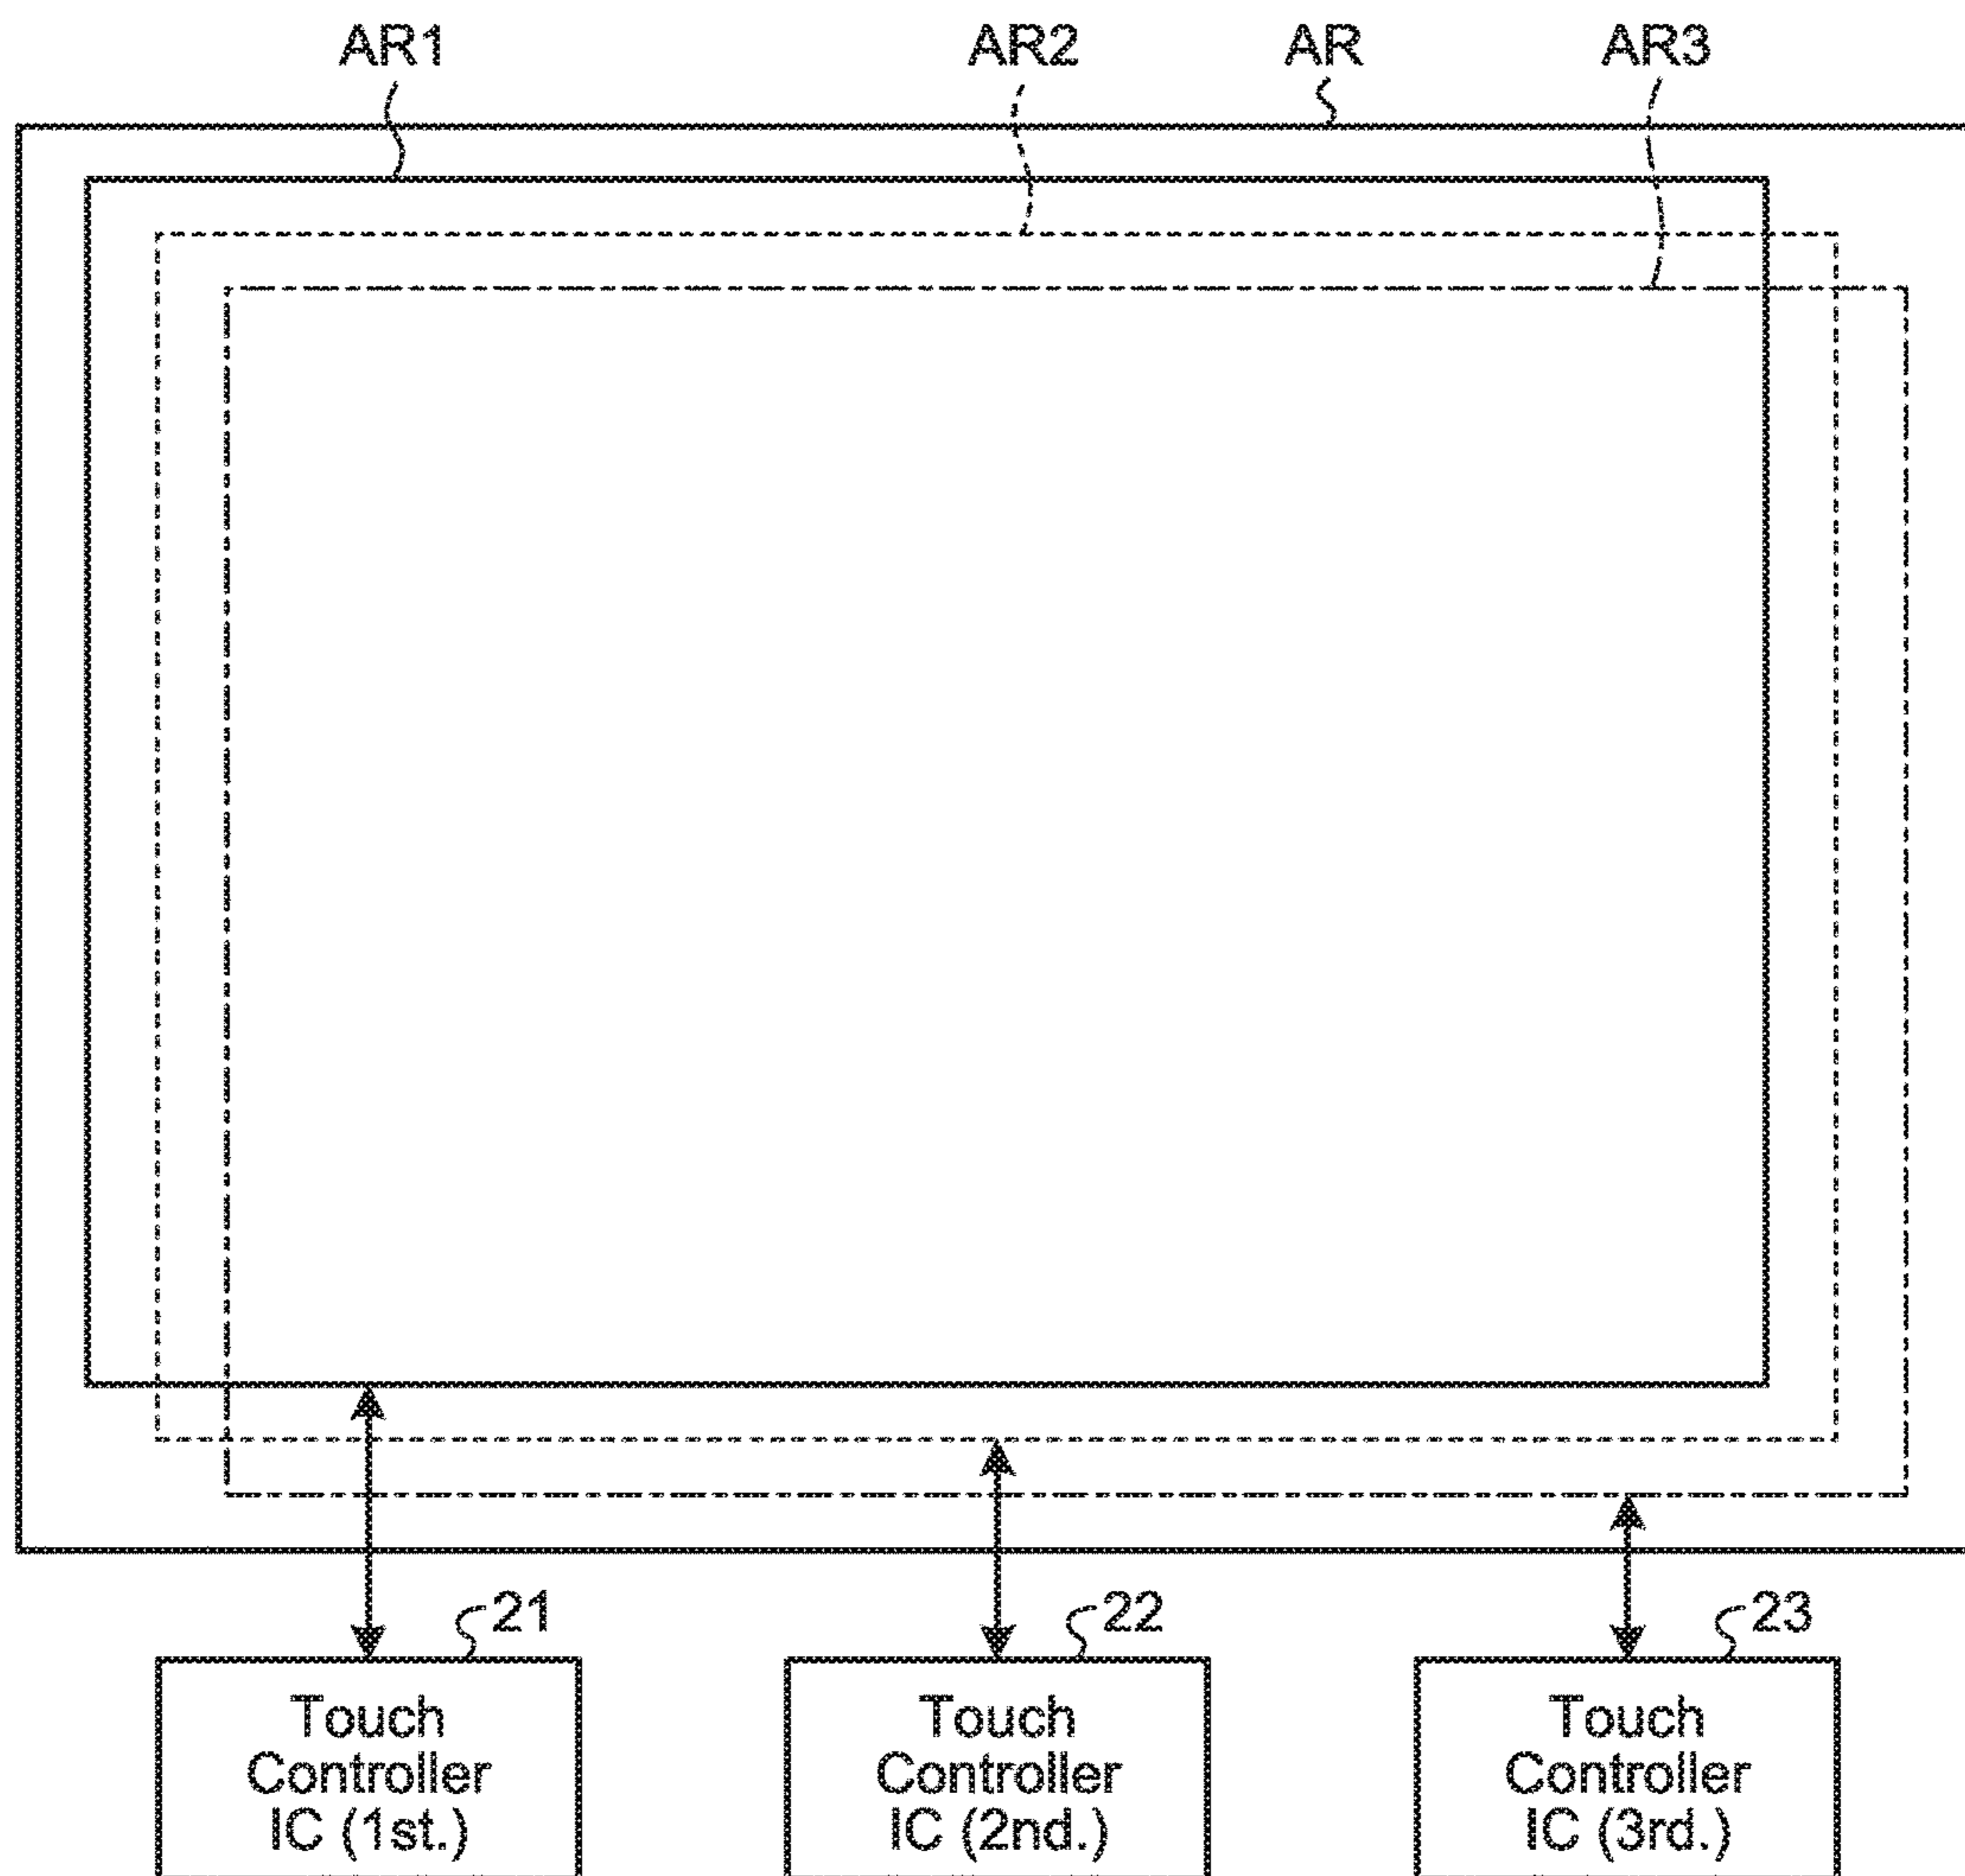 AR1
AR2
AR
AR3
21
22
23
Touch
Controller
IC (1st.)
Touch
Controller
IC (2nd.)
Touch
Controller
IC (3rd.)